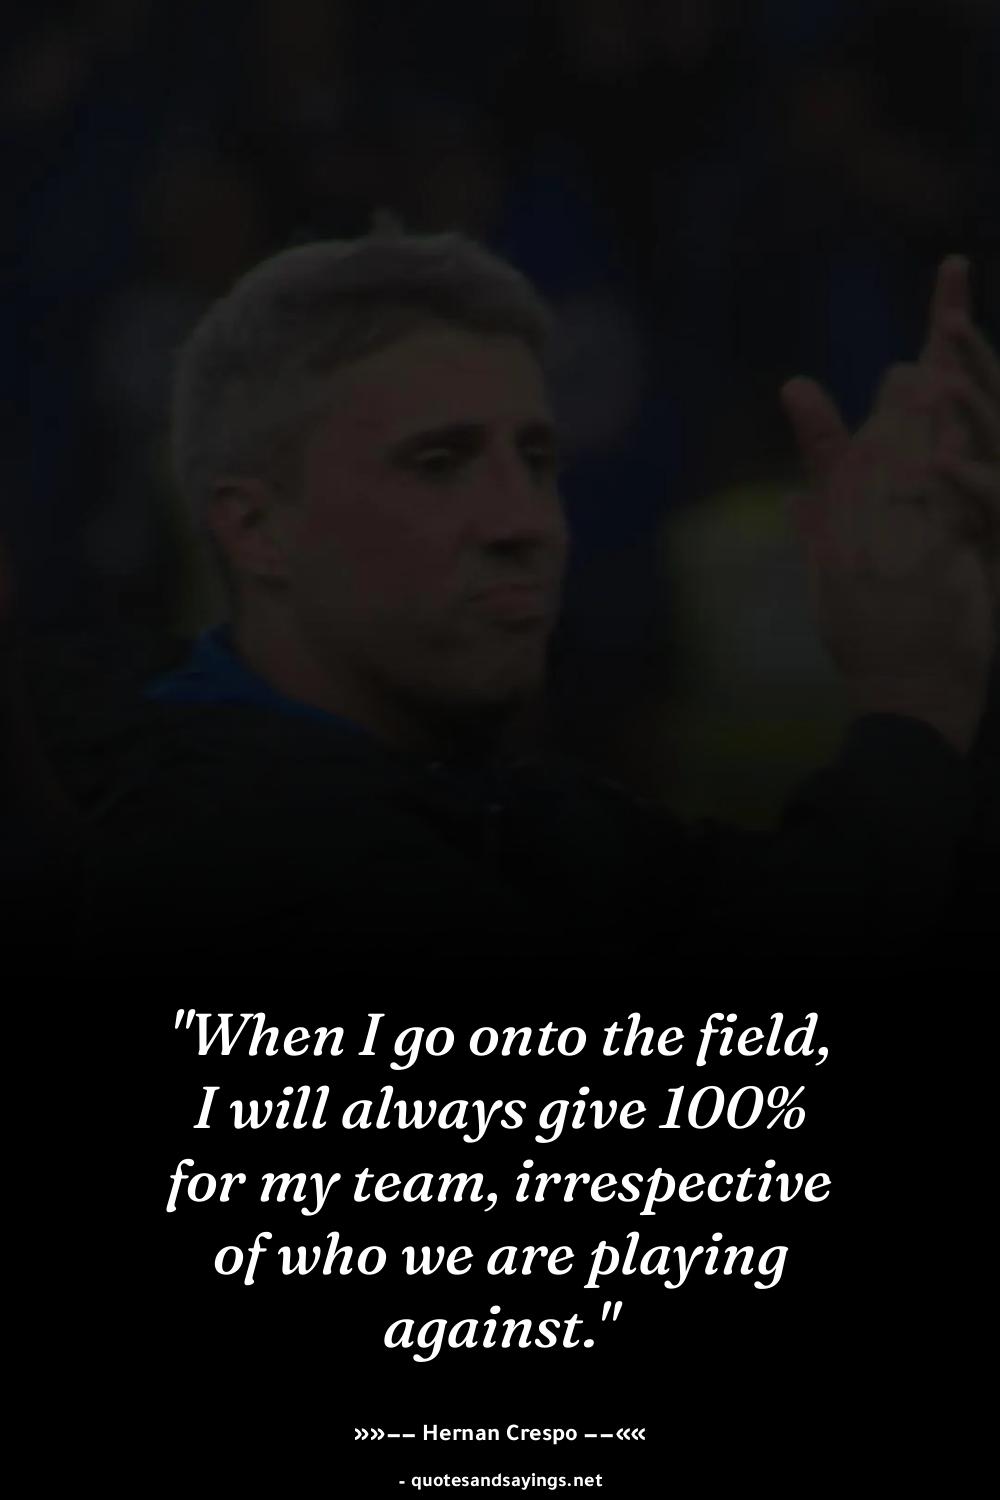 "When I go onto the field,
I will always give 100%
for my team, irrespective
of who we are playing
against."
»»–– Hernan Crespo ––««
- quotesandsayings.net